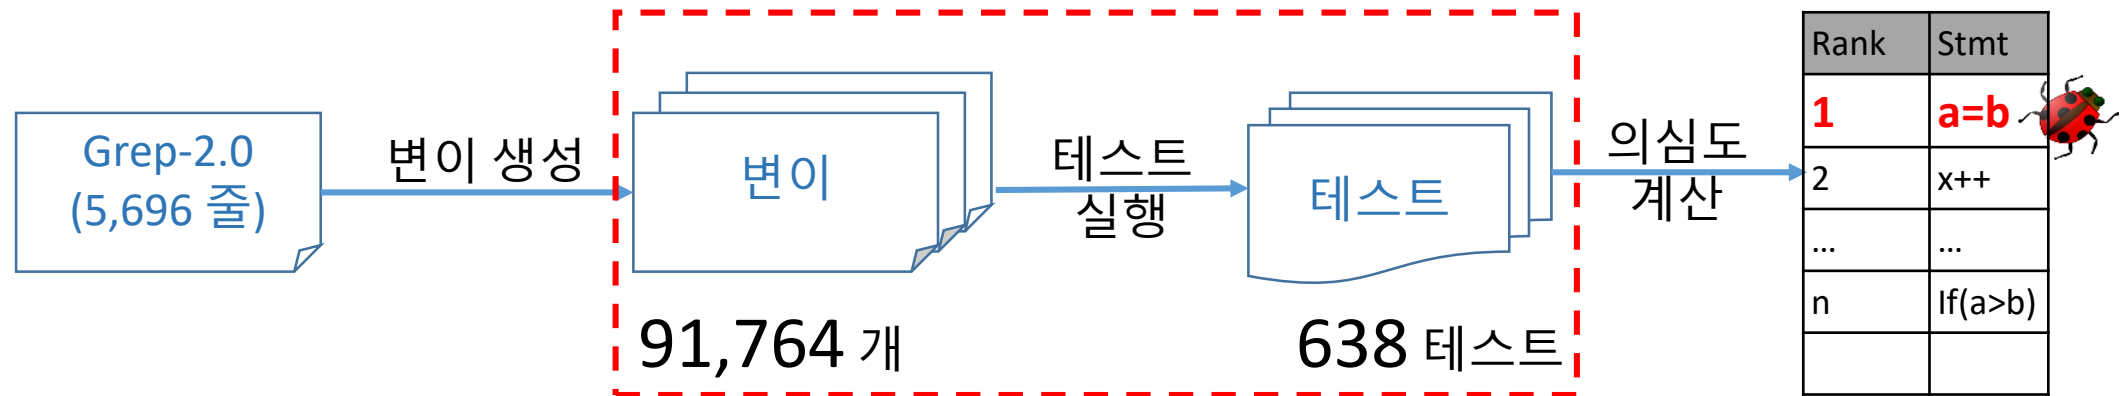 Grep-2.0
(5,696 줄)
변이 생성
변이
91,764 개
테스트
실행
테스트
638 테스트
의심도
계산
Rank Stmt
1 a=b
2 x++
... ...
n If(a>b)